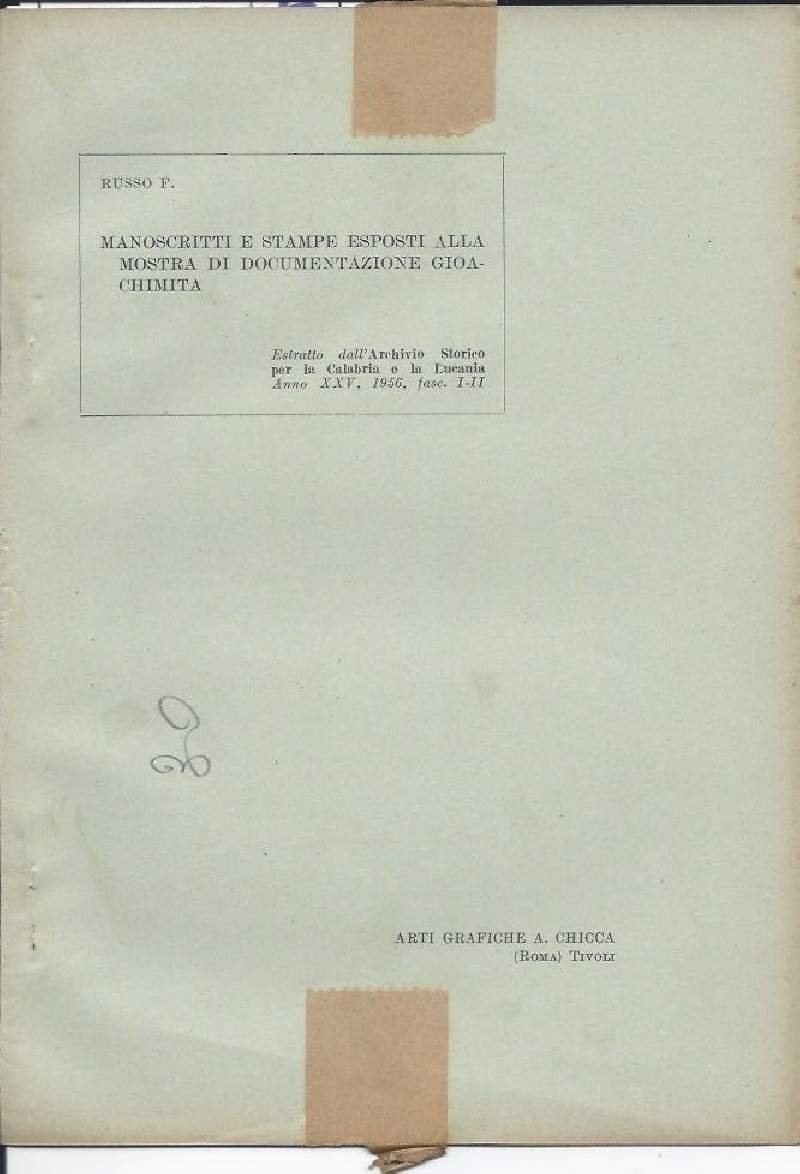 RUSSO F.
MANOSCRITTI E STAMPE ESPOSTI ALLA
MOSTRA DI DOCUMENTAZIONE GIOA-
CHIMITA
Estratto dall'Archivio Storico
per la Calabria e la Lucania
Anno XXV, 1956, fasc. I-II
ARTI GRAFICHE A. CHICCA
(ROMA) TIVOLI